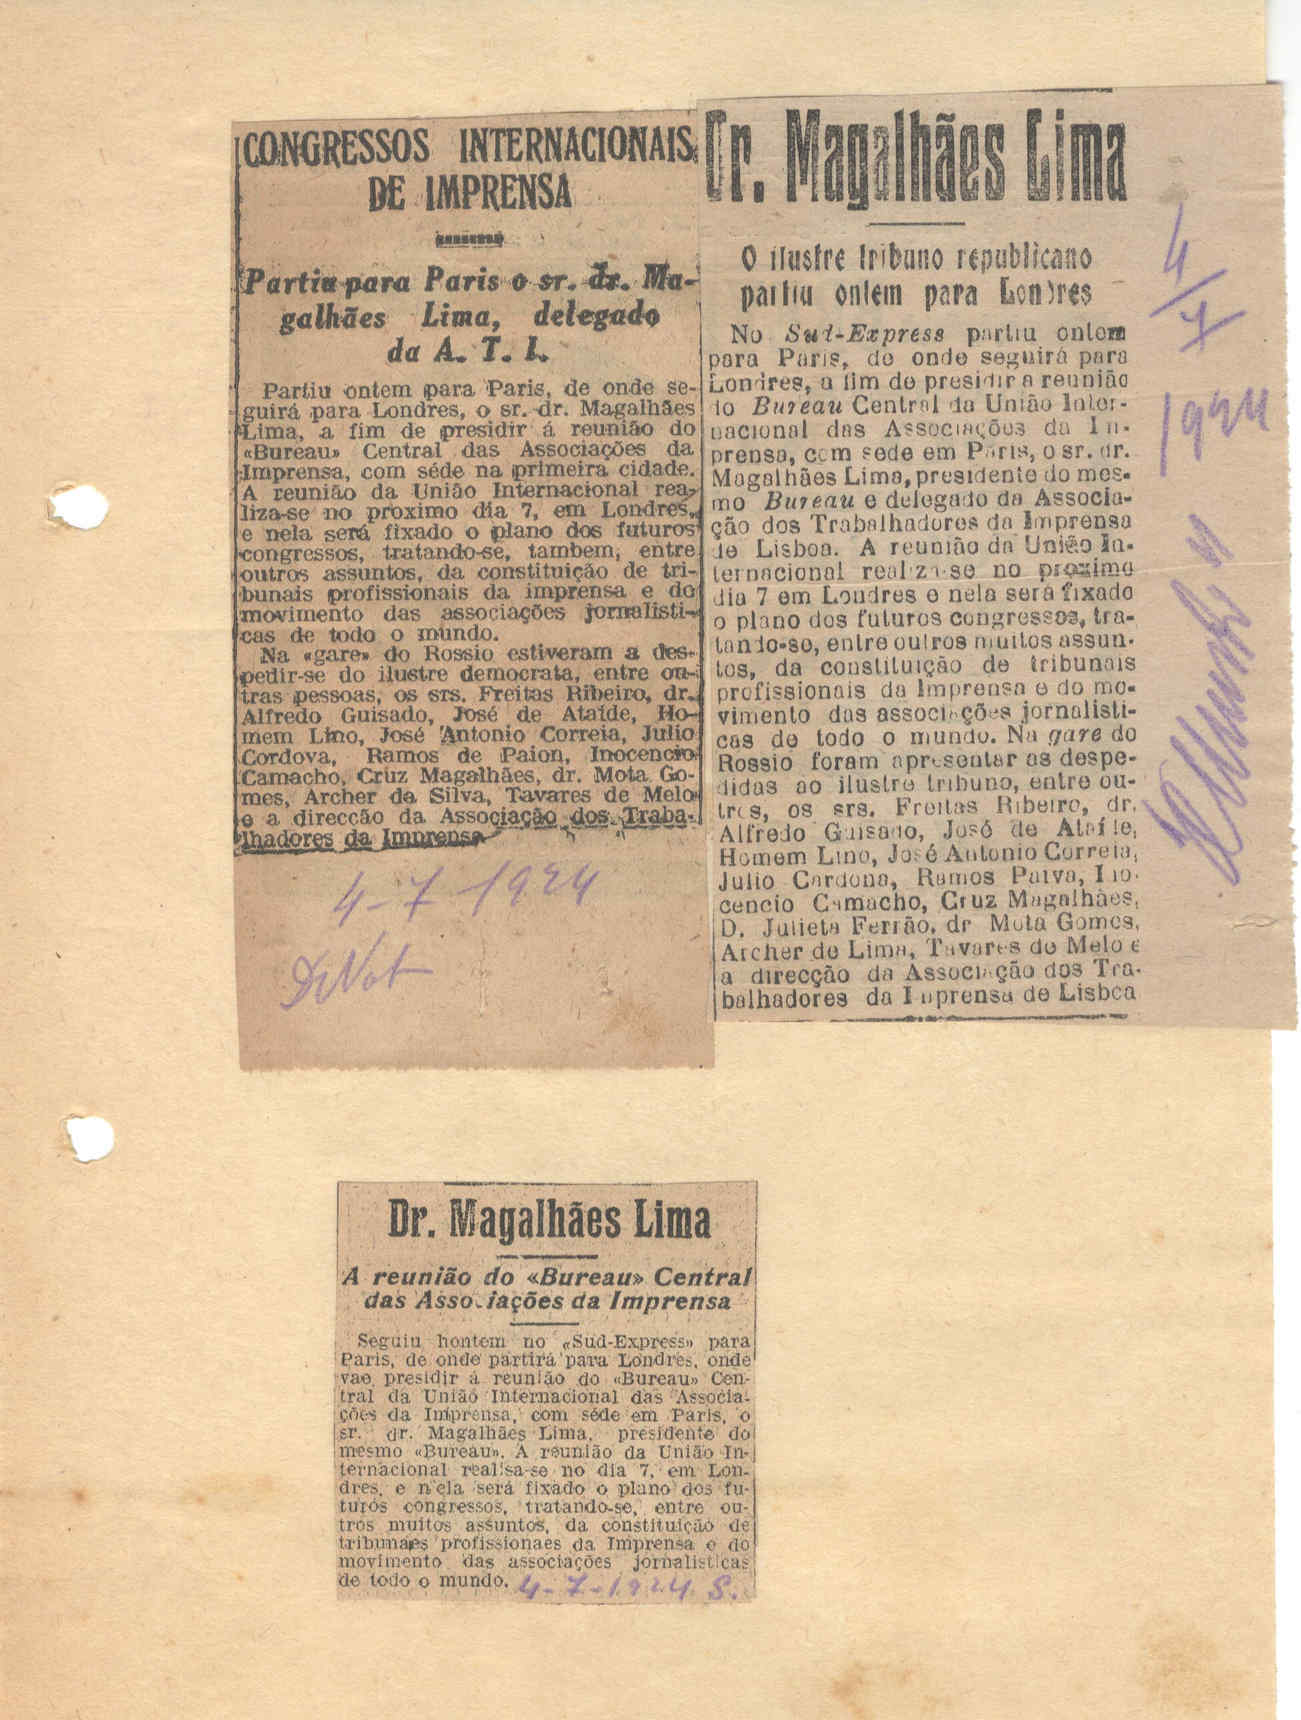 CONGRESSOS INTERNACIONAIS
DE IMPRENSA
Partiu para Paris o sr. dr. Ma-
galhães Lima, delegado
da A. T. I.
Partiu ontem para Paris, de onde se-
guirá para Londres, o sr. dr. Magalhães
Lima, a fim de presidir á reunião do
«Bureau» Central das Associações da
Imprensa, com séde na primeira cidade.
A reunião da União Internacional rea-
liza-se no proximo dia 7, em Londres,
e nela será fixado o plano dos futuros
congressos, tratando-se, tambem, entre
outros assuntos, da constituição de tri-
bunais profissionais da imprensa e do
movimento das associações jornalisti-
cas de todo o mundo.
Na «gare» do Rossio estiveram a des-
pedir-se do ilustre democrata, entre ou-
tras pessoas, os srs. Freitas Ribeiro, dr.
Alfredo Guisado, José de Ataíde, Ho-
mem Lino, José Antonio Correia, Julio
Cordova, Ramos de Paion, Inocencio
Camacho, Cruz Magalhães, dr. Mota Go-
mes, Archer da Silva, Tavares de Melo
e a direcção da Associação dos Traba-
lhadores da Imprensa
4-7-1924
Dr. Magalhães Lima
O ilustre tribuno republicano
partiu ontem para Londres
No Sud-Express partiu ontem
para Paris, de onde seguirá para
Londres, a fim de presidir a reunião
do Bureau Central da União Inter-
nacional das Associações da Im-
prensa, com sede em Paris, o sr. dr.
Magalhães Lima, presidente do mes-
mo Bureau e delegado da Associa-
ção dos Trabalhadores da Imprensa
de Lisboa. A reunião da União In-
ternacional realiza-se no proximo
dia 7 em Londres e nela será fixado
o plano dos futuros congressos, tra-
tando-se, entre outros muitos assun-
tos, da constituição de tribunais
profissionais da Imprensa e do mo-
vimento das associações jornalisti-
cas de todo o mundo. Na gare do
Rossio foram apresentar as despe-
didas ao ilustre tribuno, entre ou-
tros, os srs. Freitas Ribeiro, dr.
Alfredo Guisado, José de Ataíde,
Homem Lino, José Antonio Correia,
Julio Cardona, Ramos Paiva, Ino-
cencio Camacho, Cruz Magalhães,
D. Julieta Ferrão, dr Mota Gomes,
Archer de Lima, Tavares de Melo e
a direcção da Associação dos Tra-
balhadores da Imprensa de Lisboa
4/7
1924
Dr. Magalhães Lima
A reunião do «Bureau» Central
das Associações da Imprensa
Seguiu hontem no «Sud-Express» para
Paris, de onde partirá para Londres, onde
vae presidir á reunião do «Bureau» Cen-
tral da União Internacional das Associa-
ções da Imprensa, com séde em Paris, o
sr. dr. Magalhães Lima, presidente do
mesmo «Bureau». A reunião da União In-
ternacional realisa-se no dia 7, em Lon-
dres, e n'ela será fixado o plano dos fu-
turos congressos, tratando-se, entre ou-
tros muitos assuntos, da constituição de
tribunaes profissionaes da Imprensa e do
movimento das associações jornalisticas
de todo o mundo. 4-7-1924 S.